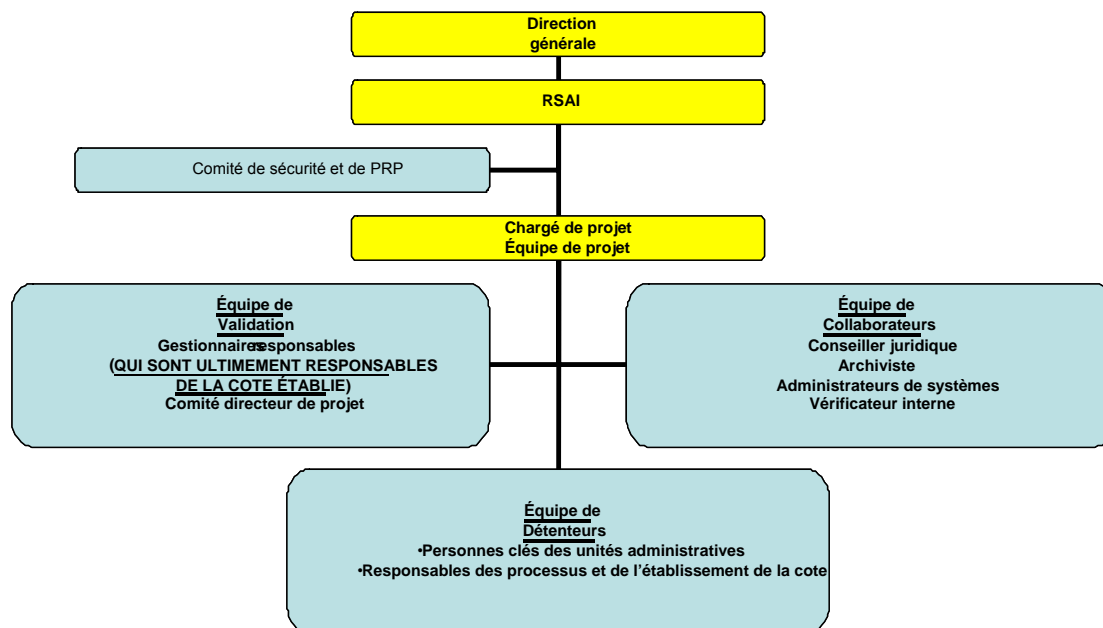 Direction
générale
RSAI
Comité de sécurité et de PRP
Chargé de projet
Équipe de projet
Équipe de
Validation
Gestionnaires responsables
(QUI SONT ULTIMEMENT RESPONSABLES
DE LA COTE ÉTABLIE)
Comité directeur de projet
Équipe de
Collaborateurs
Conseiller juridique
Archiviste
Administrateurs de systèmes
Vérificateur interne
Équipe de
Détenteurs
•Personnes clés des unités administratives
•Responsables des processus et de l’établissement de la cote